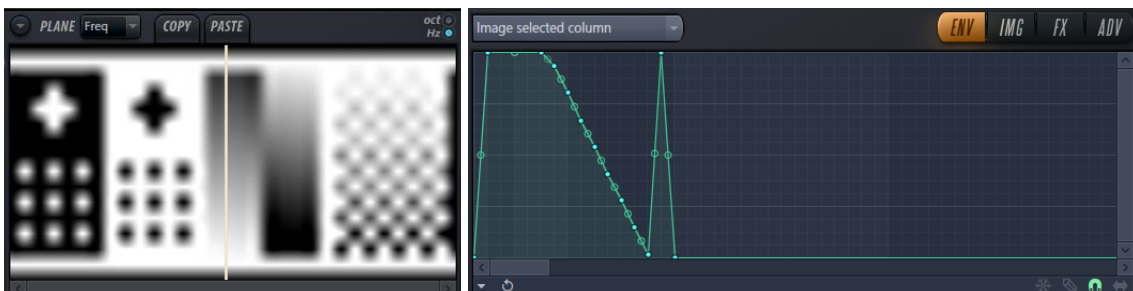 PLANE Freq COPY PASTE oct
Hz
Image selected column ENV IMG FX ADV